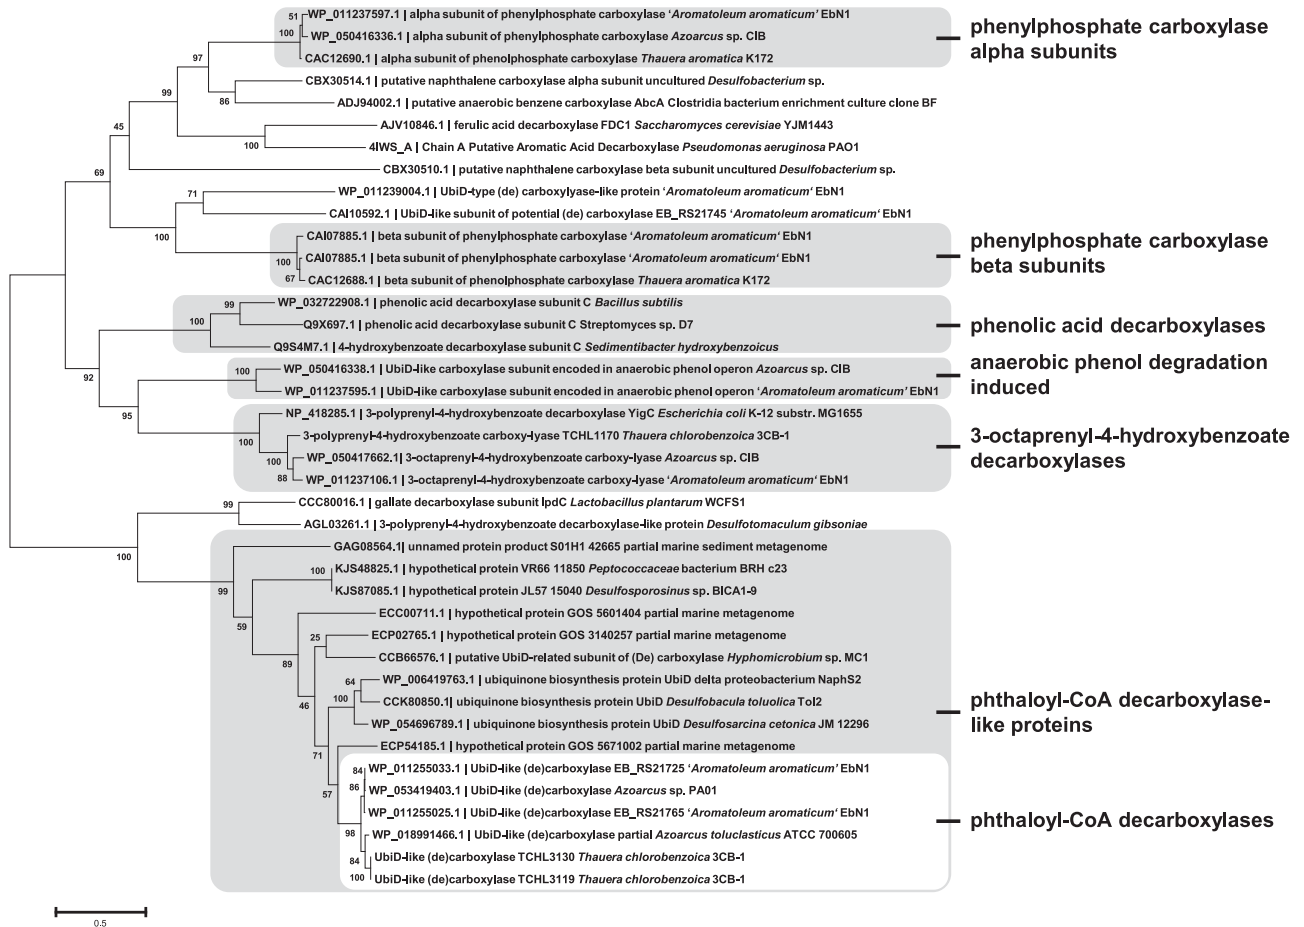 51
WP_011237597.1 | alpha subunit of phenylphosphate carboxylase ‘Aromatoleum aromaticum’ EbN1
100
WP_050416336.1 | alpha subunit of phenylphosphate carboxylase Azoarcus sp. CIB
CAC12690.1 | alpha subunit of phenolphosphate carboxylase Thauera aromatica K172
phenylphosphate carboxylase
alpha subunits
97
CBX30514.1 | putative naphthalene carboxylase alpha subunit uncultured Desulfobacterium sp.
99
86
ADJ94002.1 | putative anaerobic benzene carboxylase AbcA Clostridia bacterium enrichment culture clone BF
45
AJV10846.1 | ferulic acid decarboxylase FDC1 Saccharomyces cerevisiae YJM1443
100
4IWS_A | Chain A Putative Aromatic Acid Decarboxylase Pseudomonas aeruginosa PAO1
69
CBX30510.1 | putative naphthalene carboxylase beta subunit uncultured Desulfobacterium sp.
71
WP_011239004.1 | UbiD-type (de) carboxylyase-like protein ‘Aromatoleum aromaticum’ EbN1
CAI10592.1 | UbiD-like subunit of potential (de) carboxylase EB_RS21745 ‘Aromatoleum aromaticum’ EbN1
100
CAI07885.1 | beta subunit of phenylphosphate carboxylase ‘Aromatoleum aromaticum’ EbN1
100
CAI07885.1 | beta subunit of phenylphosphate carboxylase ‘Aromatoleum aromaticum’ EbN1
67
CAC12688.1 | beta subunit of phenolphosphate carboxylase Thauera aromatica K172
phenylphosphate carboxylase
beta subunits
99
WP_032722908.1 | phenolic acid decarboxylase subunit C Bacillus subtilis
100
Q9X697.1 | phenolic acid decarboxylase subunit C Streptomyces sp. D7
Q9S4M7.1 | 4-hydroxybenzoate decarboxylase subunit C Sedimentibacter hydroxybenzoicus
phenolic acid decarboxylases
92
100
WP_050416338.1 | UbiD-like carboxylase subunit encoded in anaerobic phenol operon Azoarcus sp. CIB
WP_011237595.1 | UbiD-like carboxylase subunit encoded in anaerobic phenol operon ‘Aromatoleum aromaticum’ EbN1
anaerobic phenol degradation
induced
95
NP_418285.1 | 3-polyprenyl-4-hydroxybenzoate decarboxylase YigC Escherichia coli K-12 substr. MG1655
100
3-polyprenyl-4-hydroxybenzoate carboxy-lyase TCHL1170 Thauera chlorobenzoica 3CB-1
100
WP_050417662.1 | 3-octaprenyl-4-hydroxybenzoate carboxy-lyase Azoarcus sp. CIB
88
WP_011237106.1 | 3-octaprenyl-4-hydroxybenzoate carboxy-lyase ‘Aromatoleum aromaticum’ EbN1
3-octaprenyl-4-hydroxybenzoate
decarboxylases
99
CCC80016.1 | gallate decarboxylase subunit lpdC Lactobacillus plantarum WCFS1
AGL03261.1 | 3-polyprenyl-4-hydroxybenzoate decarboxylase-like protein Desulfotomaculum gibsoniae
100
GAG08564.1| unnamed protein product S01H1 42665 partial marine sediment metagenome
99
100
KJS48825.1 | hypothetical protein VR66 11850 Peptococcaceae bacterium BRH c23
KJS87085.1 | hypothetical protein JL57 15040 Desulfosporosinus sp. BICA1-9
59
ECC00711.1 | hypothetical protein GOS 5601404 partial marine metagenome
25
ECP02765.1 | hypothetical protein GOS 3140257 partial marine metagenome
89
CCB66576.1 | putative UbiD-related subunit of (De) carboxylase Hyphomicrobium sp. MC1
64
WP_006419763.1 | ubiquinone biosynthesis protein UbiD delta proteobacterium NaphS2
46
100
CCK80850.1 | ubiquinone biosynthesis protein UbiD Desulfobacula toluolica Tol2
WP_054696789.1 | ubiquinone biosynthesis protein UbiD Desulfosarcina cetonica JM 12296
71
ECP54185.1 | hypothetical protein GOS 5671002 partial marine metagenome
phthaloyl-CoA decarboxylase-
like proteins
84
WP_011255033.1 | UbiD-like (de)carboxylase EB_RS21725 ‘Aromatoleum aromaticum’ EbN1
57
86
WP_053419403.1 | UbiD-like (de)carboxylase Azoarcus sp. PA01
WP_011255025.1 | UbiD-like (de)carboxylase EB_RS21765 ‘Aromatoleum aromaticum’ EbN1
98
WP_018991466.1 | UbiD-like (de)carboxylase partial Azoarcus toluclasticus ATCC 700605
84
UbiD-like (de)carboxylase TCHL3130 Thauera chlorobenzoica 3CB-1
100
UbiD-like (de)carboxylase TCHL3119 Thauera chlorobenzoica 3CB-1
phthaloyl-CoA decarboxylases
0.5